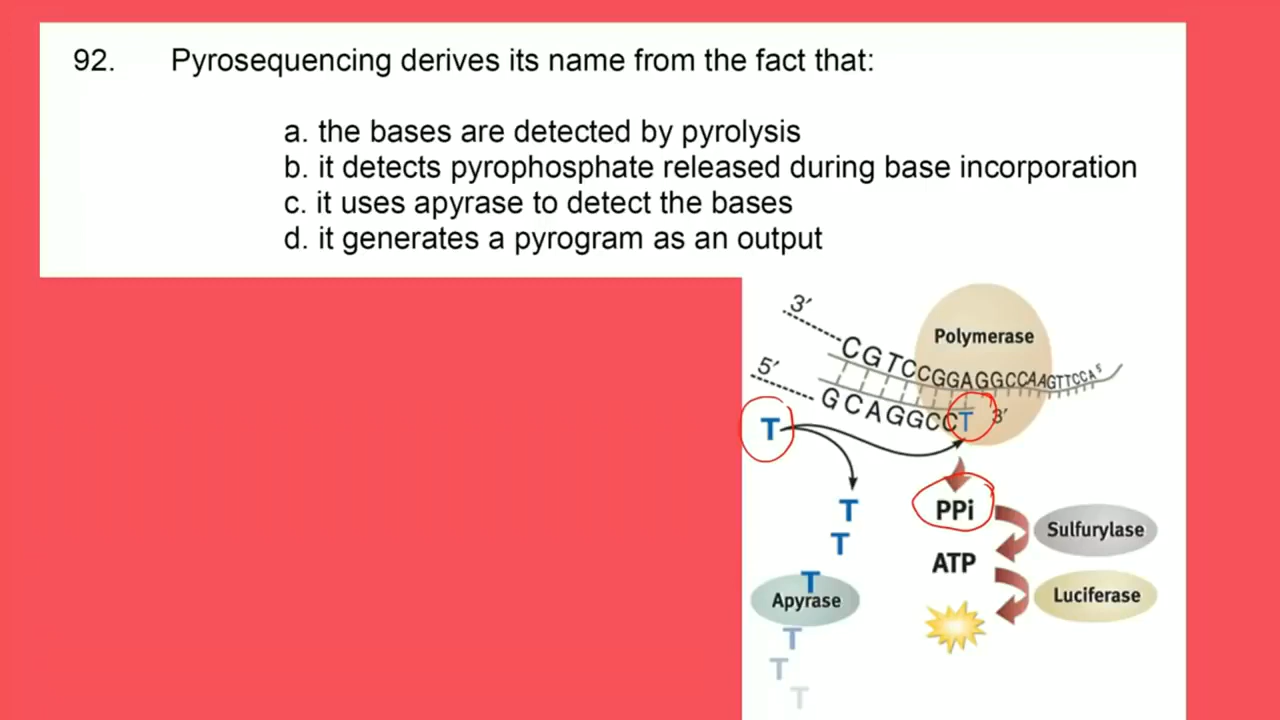 92. Pyrosequencing derives its name from the fact that:
a. the bases are detected by pyrolysis
b. it detects pyrophosphate released during base incorporation
c. it uses apyrase to detect the bases
d. it generates a pyrogram as an output
3′
Polymerase
CGTCCGGAGGCCAAGTTCCA 5′
5′
GCAGGCCT 3′
T
PPi
T
Sulfurylase
T
ATP
T
Luciferase
Apyrase
T
T
T